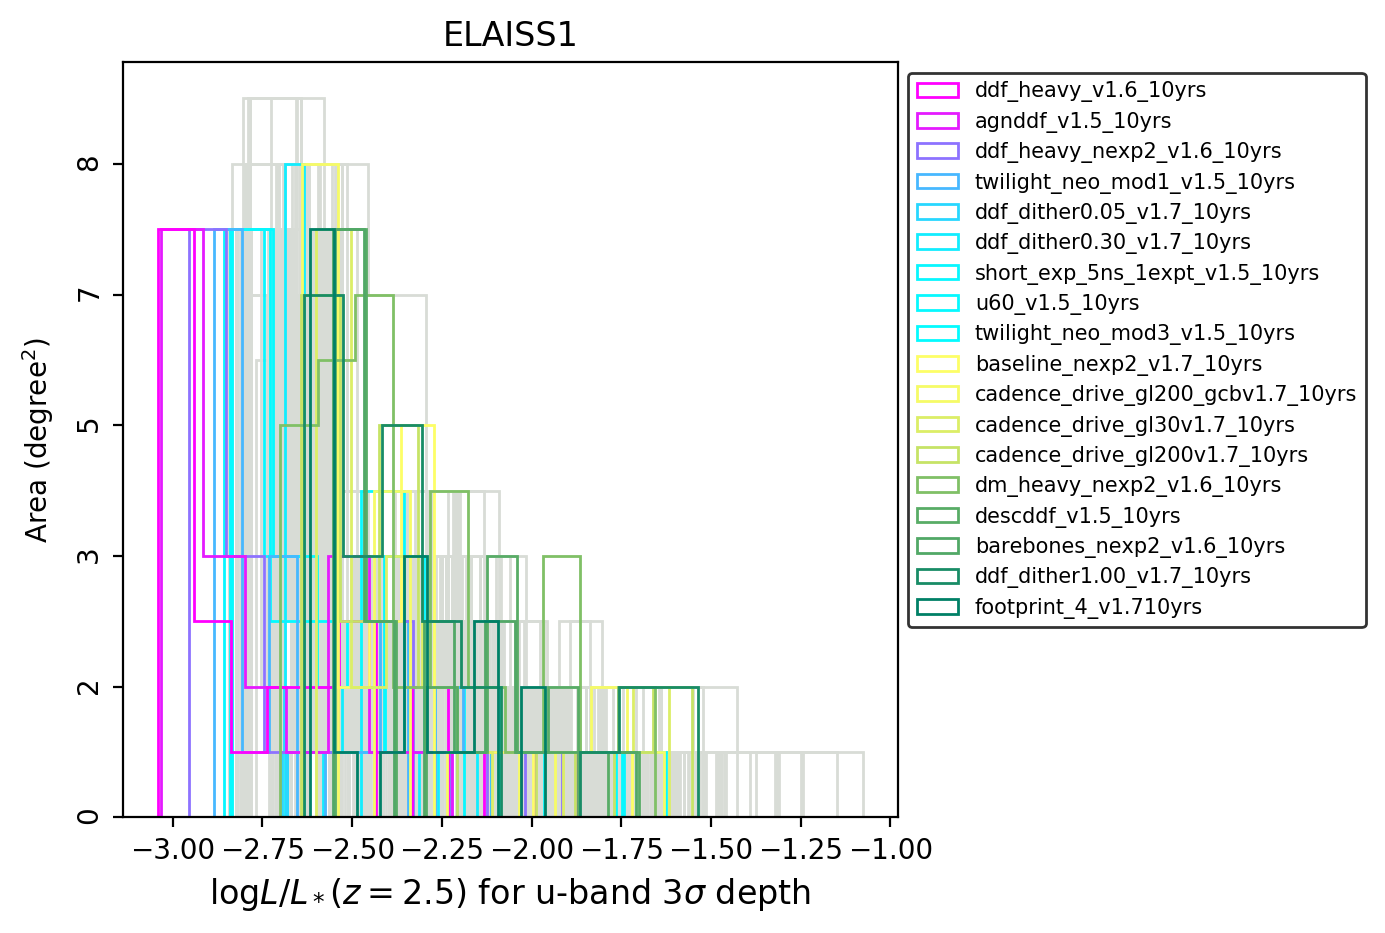 ELAISS1
8
7
5
3
2
0
Area (degree²)
−3.00 −2.75 −2.50 −2.25 −2.00 −1.75 −1.50 −1.25 −1.00
logL/L*(z = 2.5) for u-band 3σ depth
ddf_heavy_v1.6_10yrs
agnddf_v1.5_10yrs
ddf_heavy_nexp2_v1.6_10yrs
twilight_neo_mod1_v1.5_10yrs
ddf_dither0.05_v1.7_10yrs
ddf_dither0.30_v1.7_10yrs
short_exp_5ns_1expt_v1.5_10yrs
u60_v1.5_10yrs
twilight_neo_mod3_v1.5_10yrs
baseline_nexp2_v1.7_10yrs
cadence_drive_gl200_gcbv1.7_10yrs
cadence_drive_gl30v1.7_10yrs
cadence_drive_gl200v1.7_10yrs
dm_heavy_nexp2_v1.6_10yrs
descddf_v1.5_10yrs
barebones_nexp2_v1.6_10yrs
ddf_dither1.00_v1.7_10yrs
footprint_4_v1.710yrs